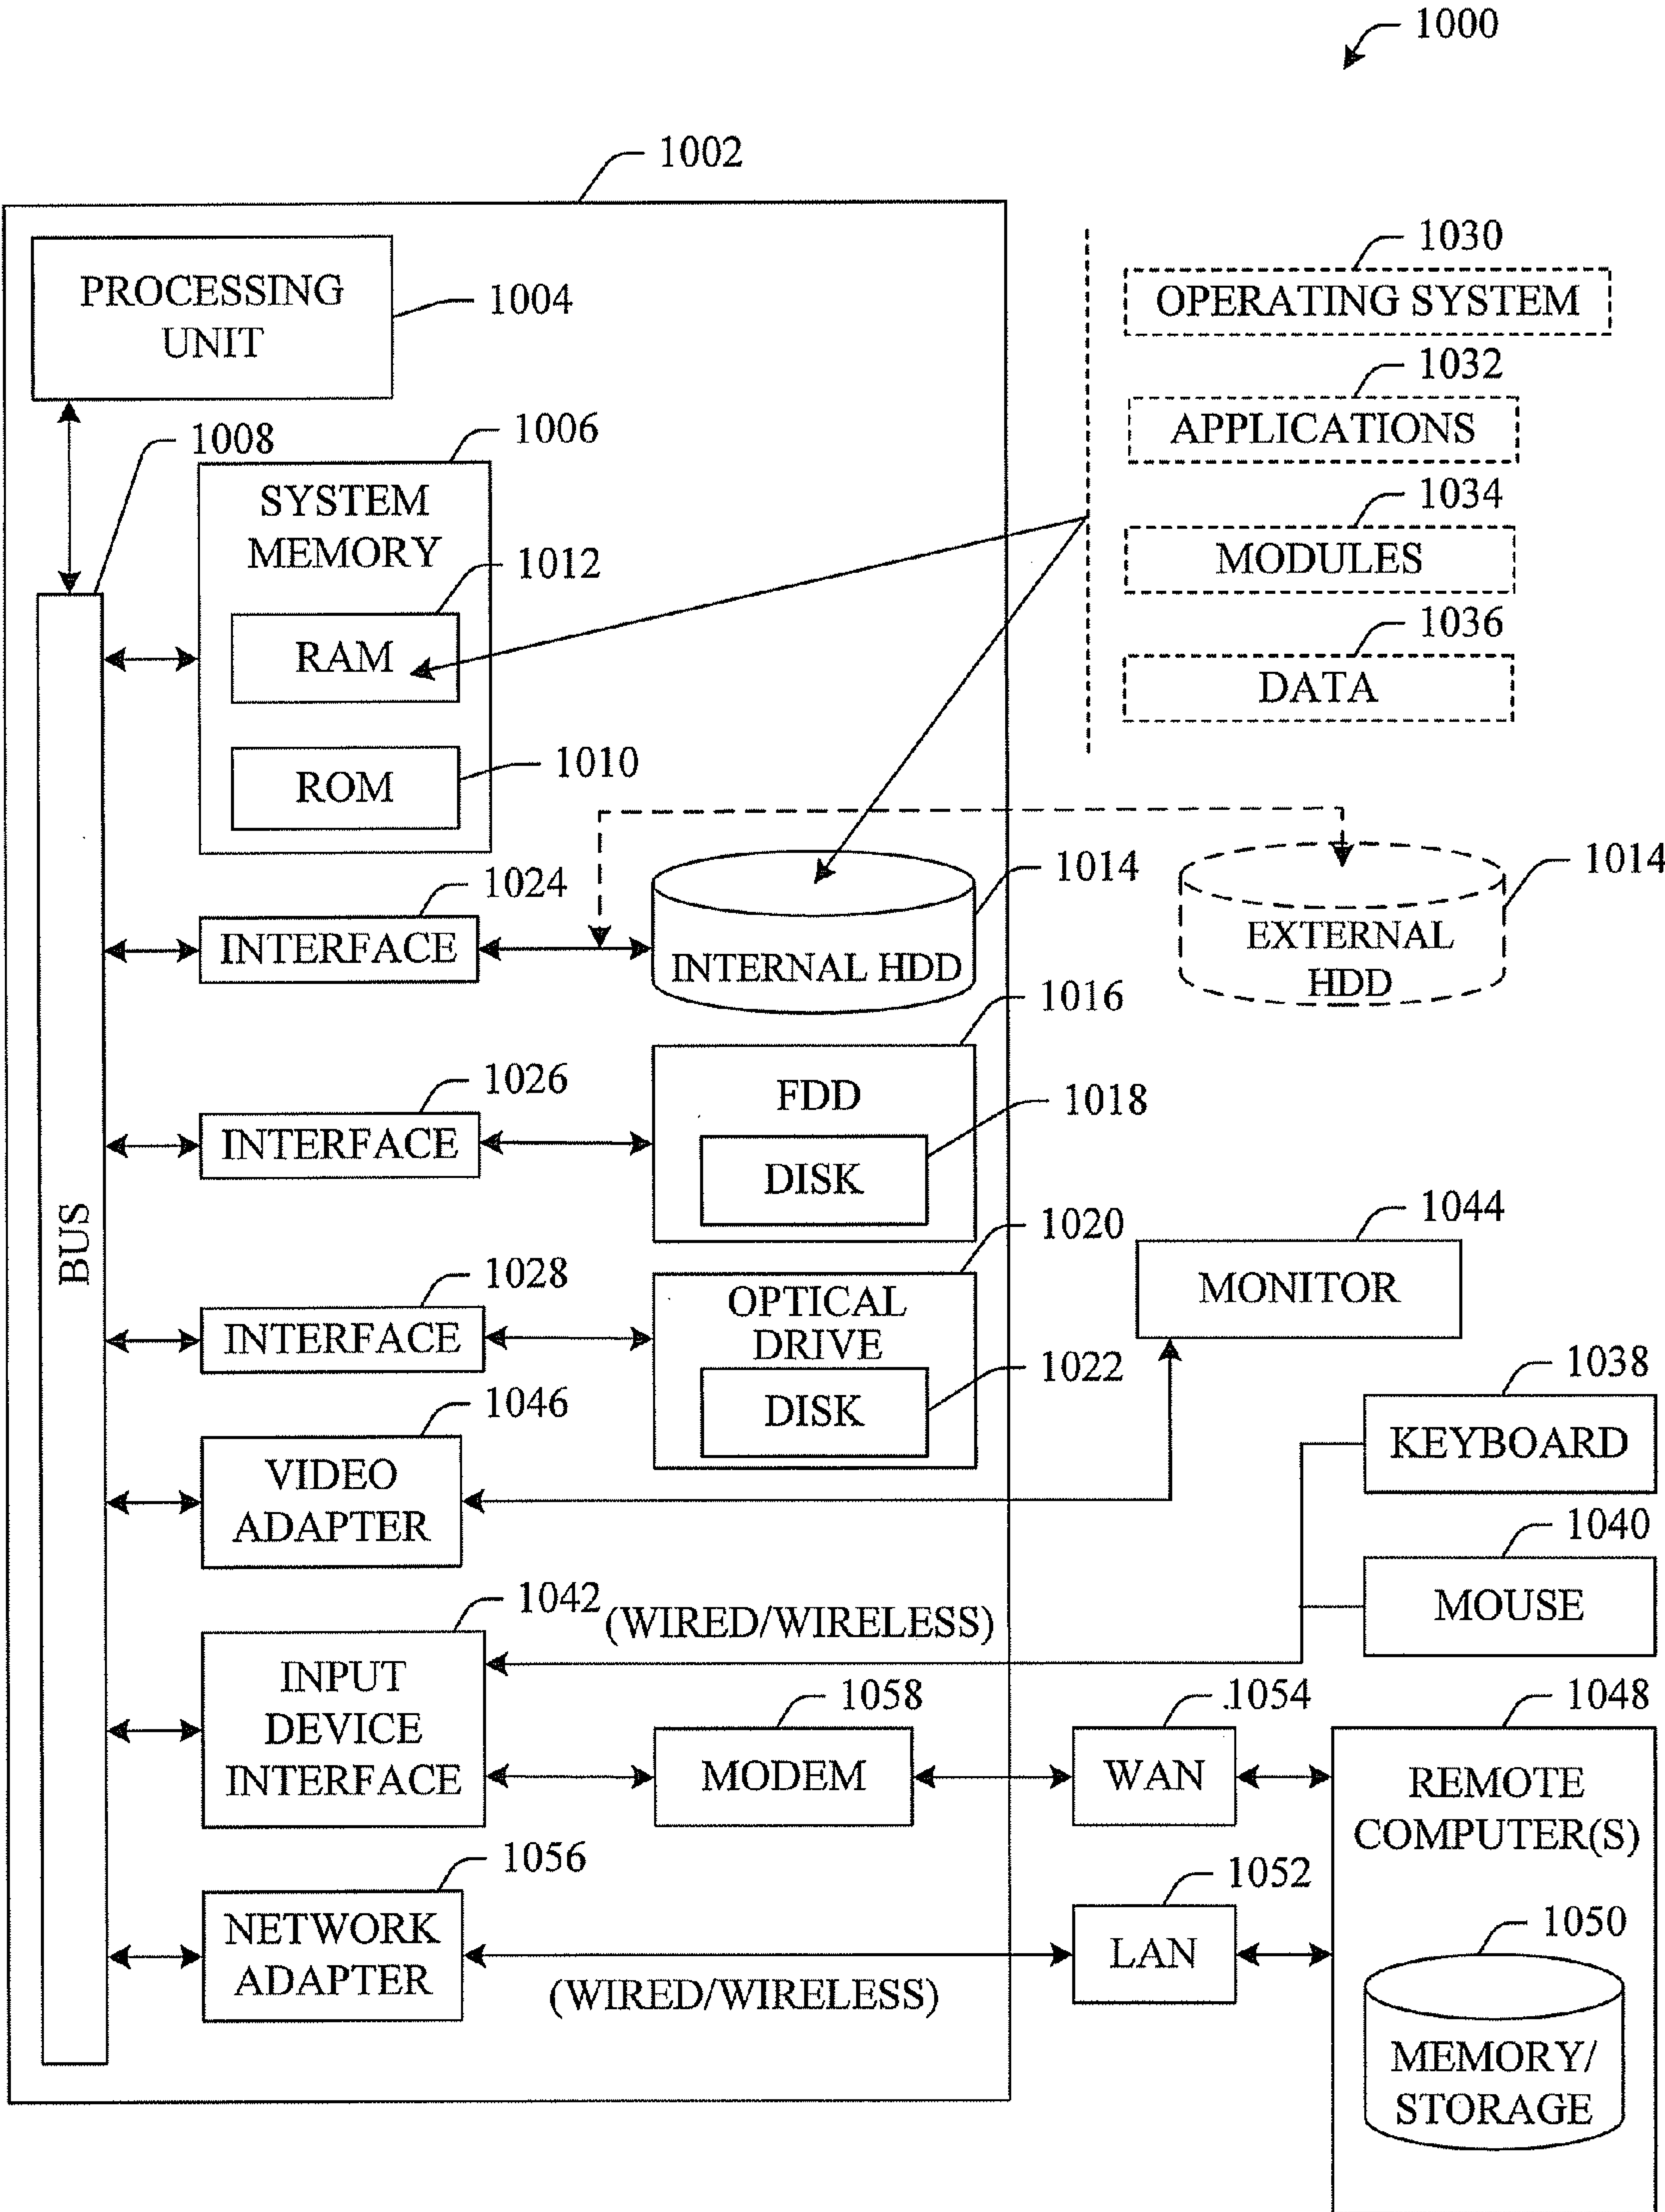 1000
1002
PROCESSING
UNIT
1004
1030
OPERATING SYSTEM
1032
APPLICATIONS
1034
MODULES
1036
DATA
1008
1006
SYSTEM
MEMORY
1012
RAM
1010
ROM
1024
INTERFACE
1014
INTERNAL HDD
1014
EXTERNAL
HDD
1026
INTERFACE
1016
FDD
1018
DISK
BUS
1028
INTERFACE
1020
OPTICAL
DRIVE
1022
DISK
1044
MONITOR
1046
VIDEO
ADAPTER
1038
KEYBOARD
1040
MOUSE
1042
(WIRED/WIRELESS)
INPUT
DEVICE
INTERFACE
1058
MODEM
1054
WAN
1048
REMOTE
COMPUTER(S)
1056
NETWORK
ADAPTER
(WIRED/WIRELESS)
1052
LAN
1050
MEMORY/
STORAGE